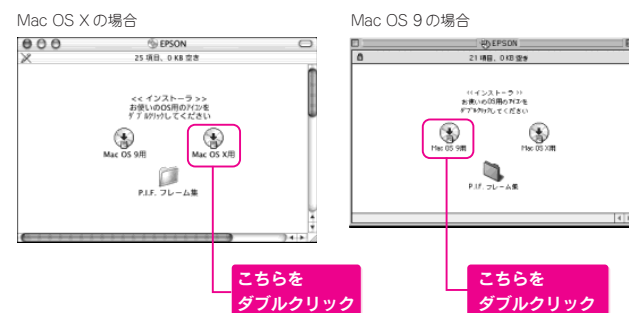 Mac OS Xの場合
EPSON
25 項目、0 KB 空き
<< インストーラ >>
お使いのOS用のアイコンを
ダブルクリックしてください
Mac OS 9用
Mac OS X用
P.I.F. フレーム集
こちらを
ダブルクリック
Mac OS 9の場合
EPSON
21 項目、0 KB 空き
<< インストーラ >>
お使いのOS用のアイコンを
ダブルクリックしてください
Mac OS 9用
Mac OS X用
P.I.F. フレーム集
こちらを
ダブルクリック